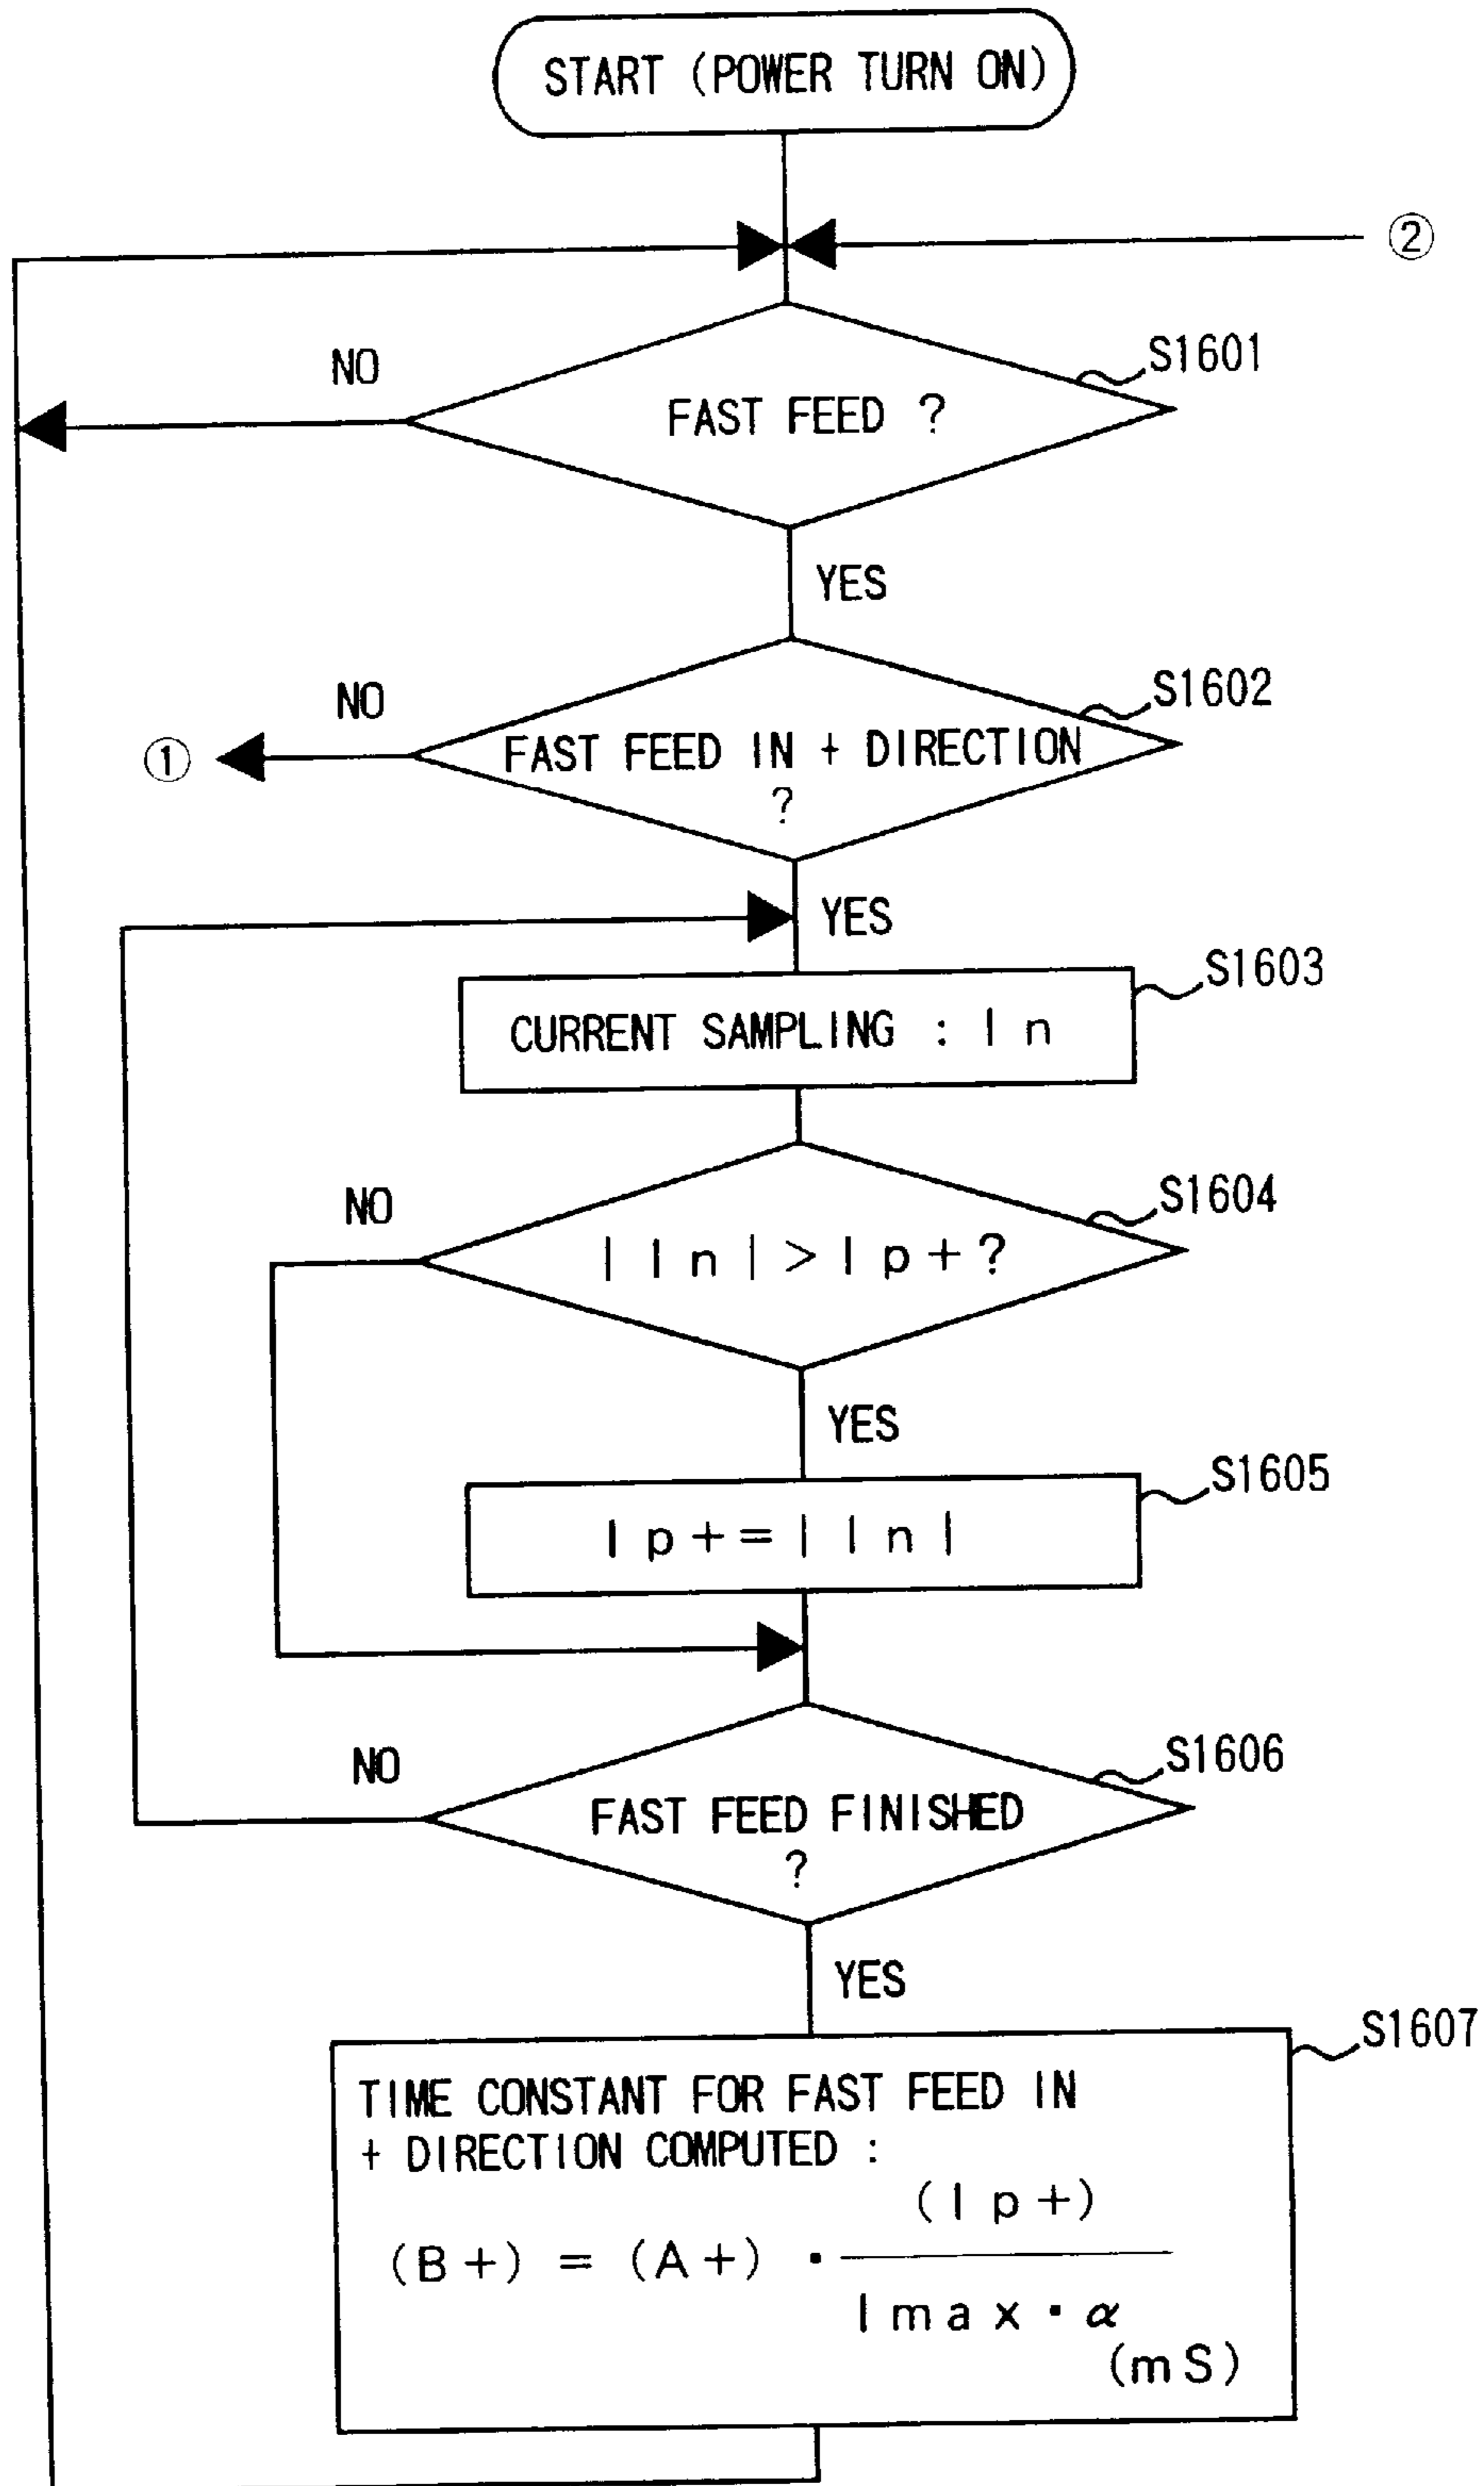 START (POWER TURN ON)
②
NO
S1601
FAST FEED ?
YES
NO
S1602
①
FAST FEED IN + DIRECTION
?
YES
S1603
CURRENT SAMPLING : I n
NO
S1604
| I n | > I p + ?
YES
S1605
I p + = | I n |
NO
S1606
FAST FEED FINISHED
?
YES
S1607
TIME CONSTANT FOR FAST FEED IN
+ DIRECTION COMPUTED :
(I p +)
(B +) = (A +) ·
I m a x · α
(m S)